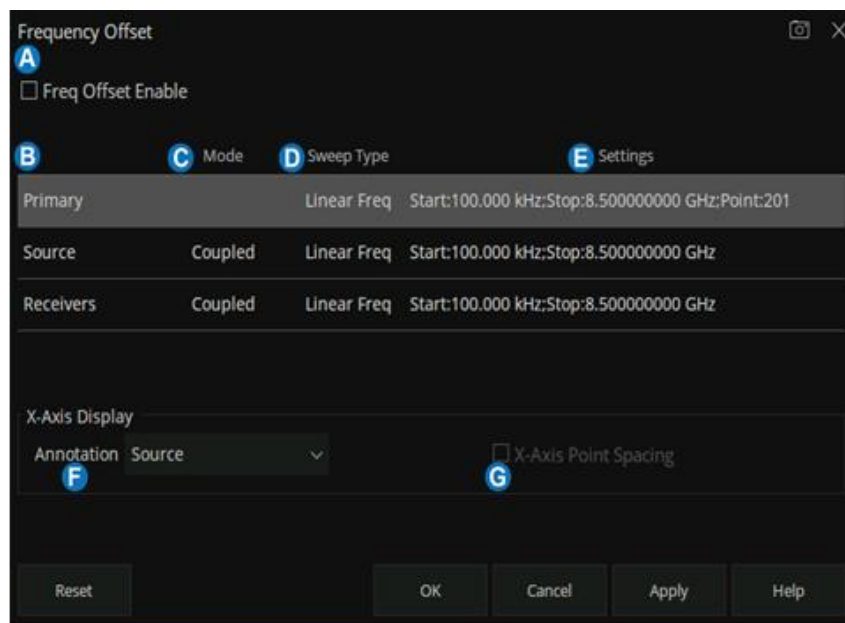 Frequency Offset
A
Freq Offset Enable
B C Mode D Sweep Type E Settings
Primary Linear Freq Start:100.000 kHz;Stop:8.500000000 GHz;Point:201
Source Coupled Linear Freq Start:100.000 kHz;Stop:8.500000000 GHz
Receivers Coupled Linear Freq Start:100.000 kHz;Stop:8.500000000 GHz
X-Axis Display
Annotation Source X-Axis Point Spacing
F G
Reset OK Cancel Apply Help